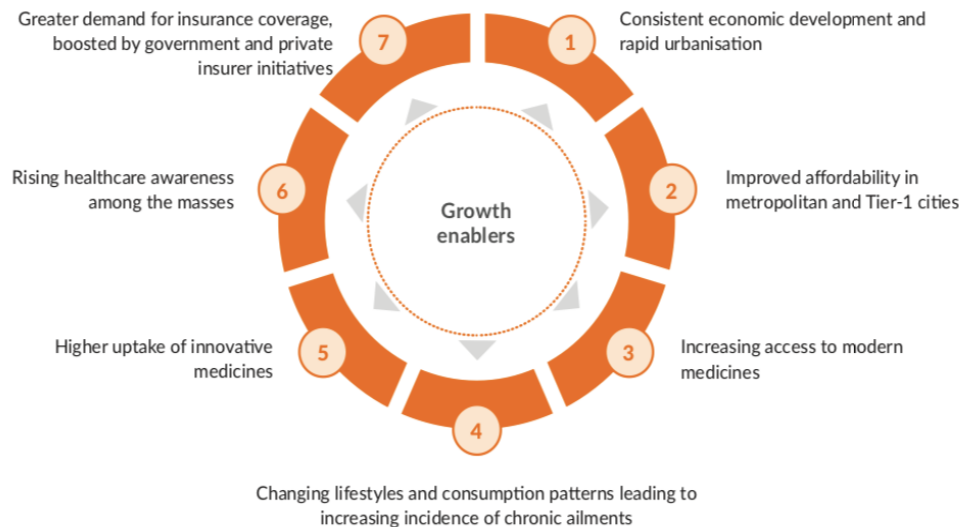 Growth
enablers
1
Consistent economic development and
rapid urbanisation
2
Improved affordability in
metropolitan and Tier-1 cities
3
Increasing access to modern
medicines
4
Changing lifestyles and consumption patterns leading to
increasing incidence of chronic ailments
5
Higher uptake of innovative
medicines
6
Rising healthcare awareness
among the masses
7
Greater demand for insurance coverage,
boosted by government and private
insurer initiatives